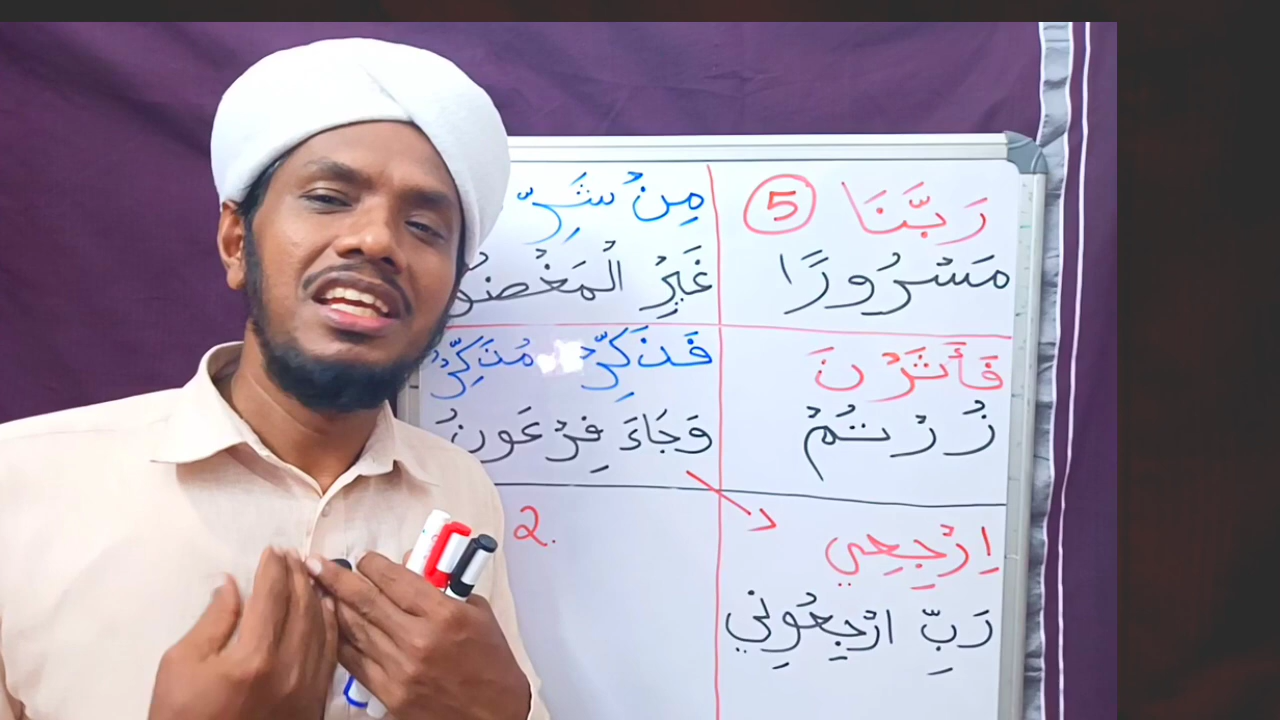 رَبَّنَا 5
مَسْرُورًا
فَأَثَرْنَ
زُرْتُمْ
اِرْجِعِي
رَبِّ ارْجِعُونِي
مِنْ شَرِّ
غَيْرِ الْمَغْضُو
فَذَكِّرْ مُذَكِّرْ
وَجَاءَ فِرْعَوْنُ
2.